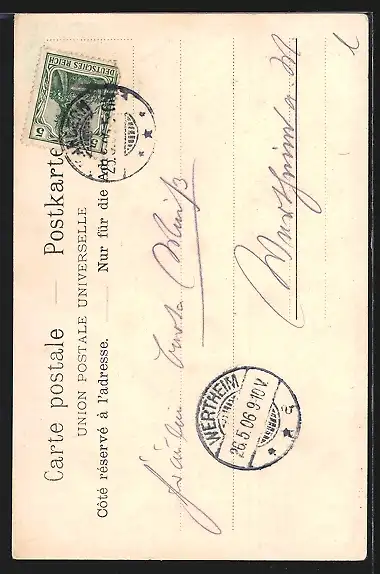 Carte postale — Postkarte
UNION POSTALE UNIVERSELLE
Côté réservé à l'adresse. — Nur für die
DEUTSCHES REICH
5
5
Fräulein
Wertheim a. M
WERTHEIM
26.5.06.9-10V.